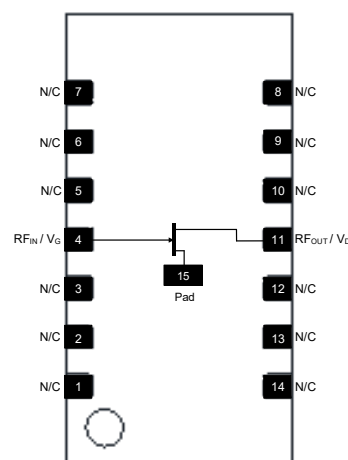 N/C 7 8 N/C
N/C 6 9 N/C
N/C 5 10 N/C
RFIN / VG 4 11 RFOUT / VD
15
Pad
N/C 3 12 N/C
N/C 2 13 N/C
N/C 1 14 N/C